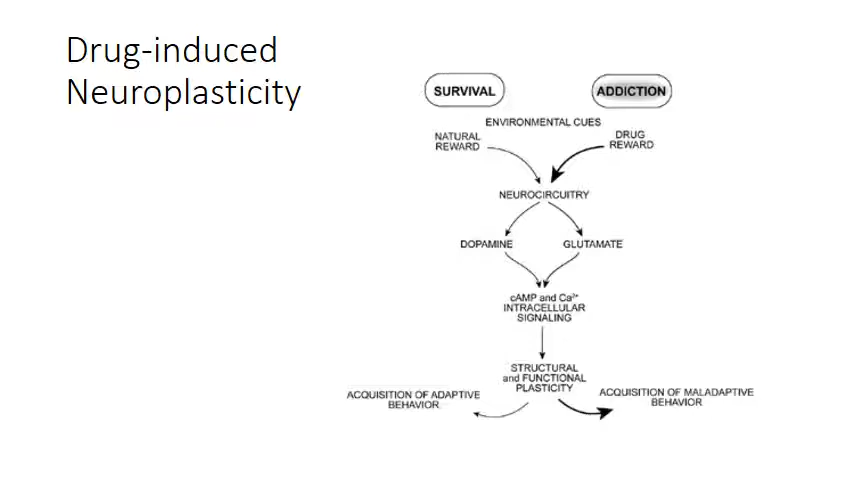 Drug-induced
Neuroplasticity
SURVIVAL
ADDICTION
ENVIRONMENTAL CUES
NATURAL
REWARD
DRUG
REWARD
NEUROCIRCUITRY
DOPAMINE
GLUTAMATE
cAMP and Ca²⁺
INTRACELLULAR
SIGNALING
STRUCTURAL
and FUNCTIONAL
PLASTICITY
ACQUISITION OF ADAPTIVE
BEHAVIOR
ACQUISITION OF MALADAPTIVE
BEHAVIOR